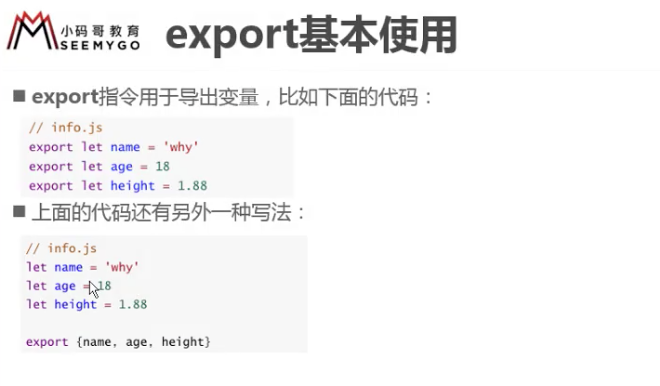 小码哥教育
SEEMYGO
export基本使用
export指令用于导出变量，比如下面的代码：
// info.js
export let name = 'why'
export let age = 18
export let height = 1.88
上面的代码还有另外一种写法：
// info.js
let name = 'why'
let age = 18
let height = 1.88
export {name, age, height}